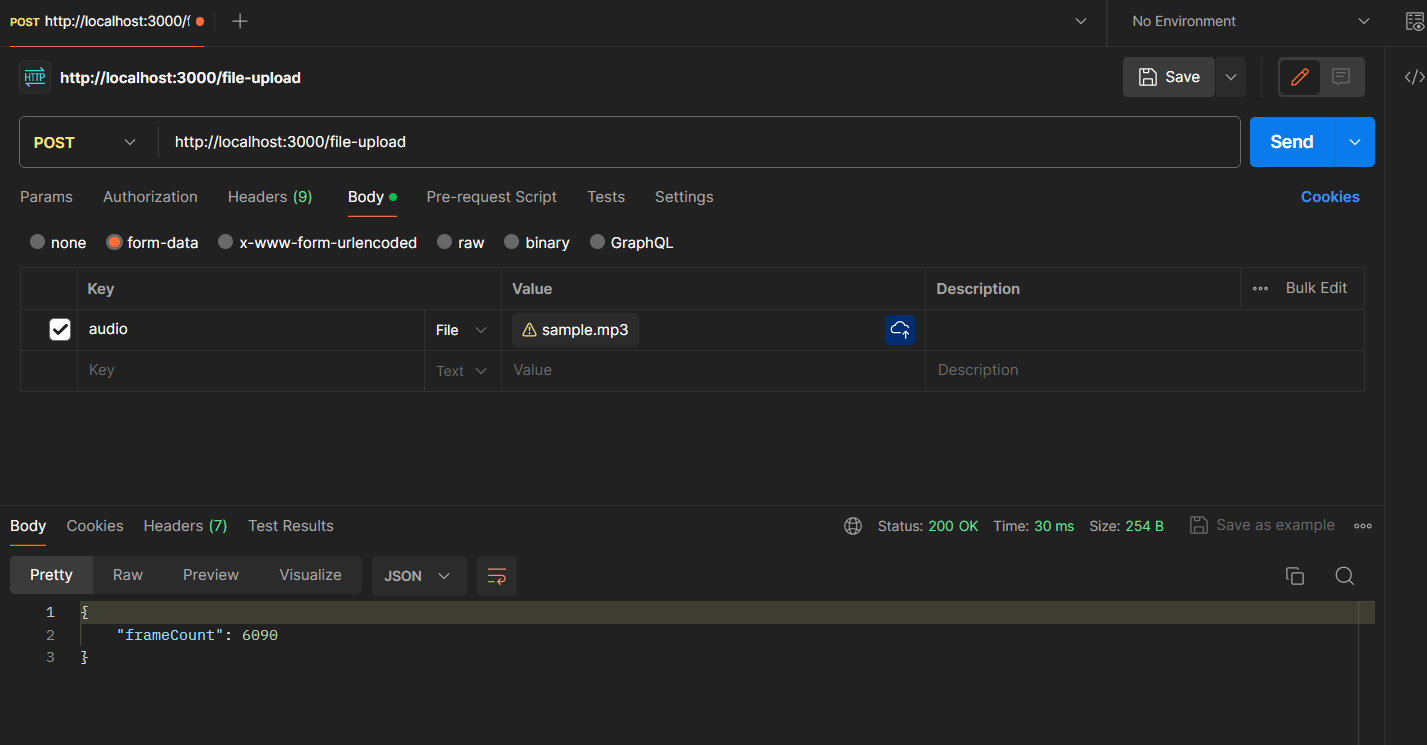 POST http://localhost:3000/f
No Environment
HTTP http://localhost:3000/file-upload
Save
POST http://localhost:3000/file-upload
Send
Params Authorization Headers (9) Body Pre-request Script Tests Settings Cookies
none form-data x-www-form-urlencoded raw binary GraphQL
Key Value Description Bulk Edit
audio File sample.mp3
Key Text Value Description
Body Cookies Headers (7) Test Results Status: 200 OK Time: 30 ms Size: 254 B Save as example
Pretty Raw Preview Visualize JSON
1 {
2 "frameCount": 6090
3 }